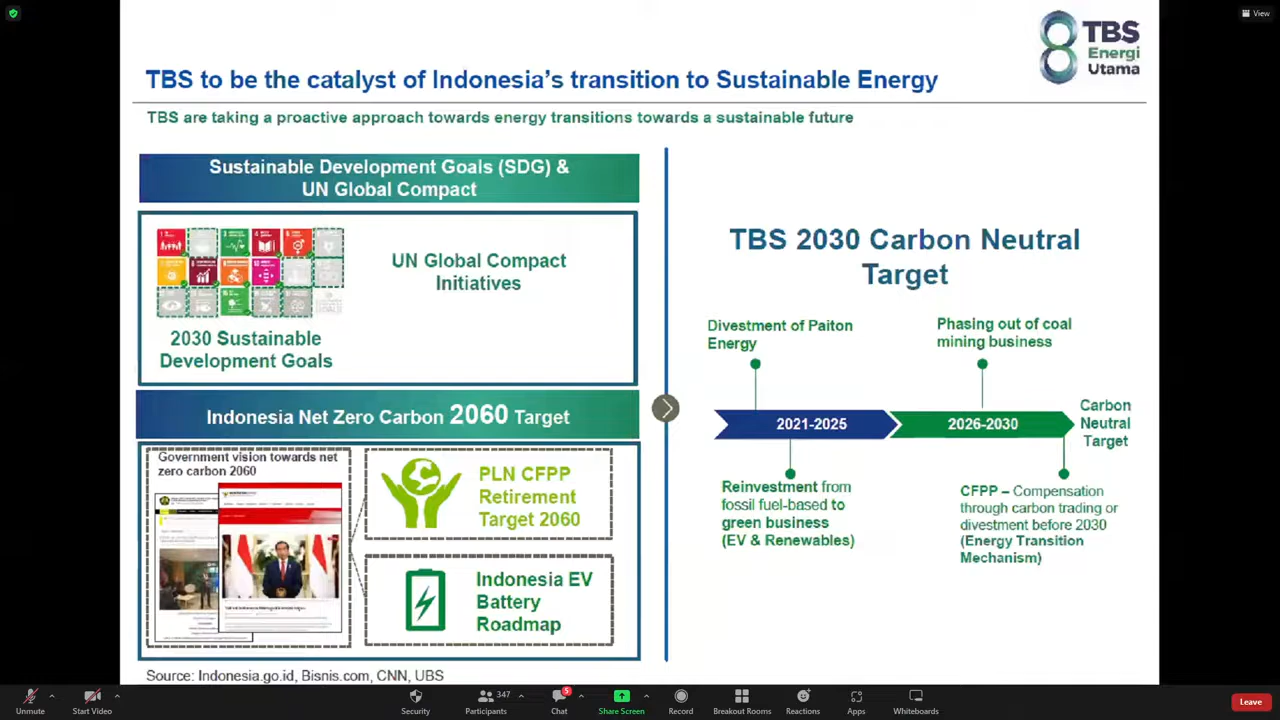 View
TBS
Energi
Utama
TBS to be the catalyst of Indonesia's transition to Sustainable Energy
TBS are taking a proactive approach towards energy transitions towards a sustainable future
Sustainable Development Goals (SDG) &
UN Global Compact
UN Global Compact
Initiatives
2030 Sustainable
Development Goals
Indonesia Net Zero Carbon 2060 Target
Government vision towards net
zero carbon 2060
PLN CFPP
Retirement
Target 2060
Indonesia EV
Battery
Roadmap
TBS 2030 Carbon Neutral
Target
Divestment of Paiton
Energy
Phasing out of coal
mining business
2021-2025
2026-2030
Carbon
Neutral
Target
Reinvestment from
fossil fuel-based to
green business
(EV & Renewables)
CFPP – Compensation
through carbon trading or
divestment before 2030
(Energy Transition
Mechanism)
Source: Indonesia.go.id, Bisnis.com, CNN, UBS
Unmute
Start Video
Security
Participants
347
Chat
5
Share Screen
Record
Breakout Rooms
Reactions
Apps
Whiteboards
Leave